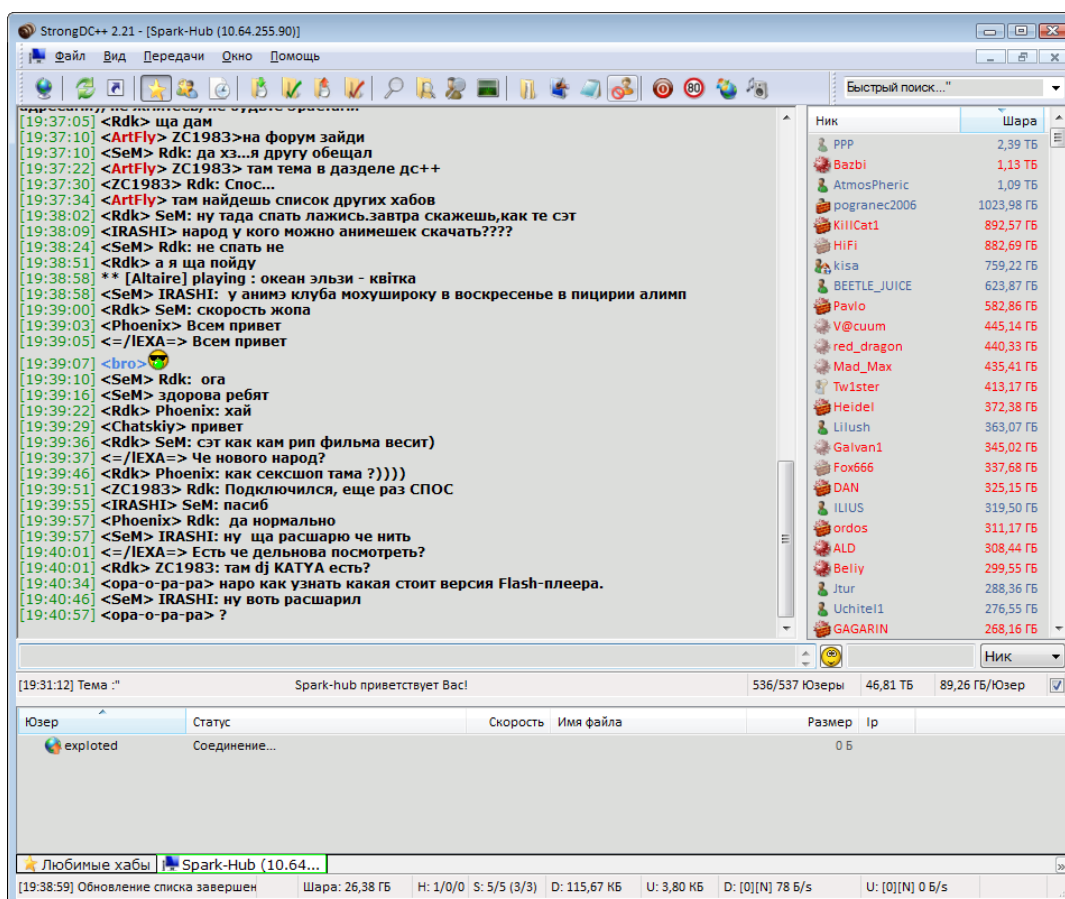 StrongDC++ 2.21 - [Spark-Hub (10.64.255.90)]
Файл Вид Передачи Окно Помощь
80
Быстрый поиск..."
[19:37:05] <Rdk> ща дам
[19:37:10] <ArtFly> ZC1983>на форум зайди
[19:37:10] <SeM> Rdk: да хз...я другу обещал
[19:37:22] <ArtFly> ZC1983> там тема в дазделе дс++
[19:37:30] <ZC1983> Rdk: Спос...
[19:37:34] <ArtFly> там найдешь список других хабов
[19:38:02] <Rdk> SeM: ну тада спать лажись.завтра скажешь,как те сэт
[19:38:09] <IRASHI> народ у кого можно анимешек скачать????
[19:38:24] <SeM> Rdk: не спать не
[19:38:51] <Rdk> а я ща пойду
[19:38:58] ** [Altaire] playing : океан эльзи - квітка
[19:38:58] <SeM> IRASHI: у анимэ клуба мохушироку в воскресенье в пицирии алимп
[19:39:00] <Rdk> SeM: скорость жопа
[19:39:03] <Phoenix> Всем привет
[19:39:05] <=/lEXA=> Всем привет
[19:39:07] <bro>
[19:39:10] <SeM> Rdk: ога
[19:39:16] <SeM> здорова ребят
[19:39:22] <Rdk> Phoenix: хай
[19:39:29] <Chatskiy> привет
[19:39:36] <Rdk> SeM: сэт как кам рип фильма весит)
[19:39:37] <=/lEXA=> Че нового народ?
[19:39:46] <Rdk> Phoenix: как сексшоп тама ?))))
[19:39:51] <ZC1983> Rdk: Подключился, еще раз СПОС
[19:39:55] <IRASHI> SeM: пасиб
[19:39:57] <Phoenix> Rdk: да нормально
[19:39:57] <SeM> IRASHI: ну ща расшарю че нить
[19:40:01] <=/lEXA=> Есть че дельнова посмотреть?
[19:40:01] <Rdk> ZC1983: там dj KATYA есть?
[19:40:34] <opa-o-pa-pa> наро как узнать какая стоит версия Flash-плеера.
[19:40:46] <SeM> IRASHI: ну воть расшарил
[19:40:57] <opa-o-pa-pa> ?
Ник Шара
PPP 2,39 ТБ
Bazbi 1,13 ТБ
AtmosPheric 1,09 ТБ
pogranec2006 1023,98 ГБ
KillCat1 892,57 ГБ
HiFi 882,69 ГБ
kisa 759,22 ГБ
BEETLE_JUICE 623,87 ГБ
Pavlo 582,86 ГБ
V@cuum 445,14 ГБ
red_dragon 440,33 ГБ
Mad_Max 435,41 ГБ
Tw1ster 413,17 ГБ
Heidel 372,38 ГБ
Lilush 363,07 ГБ
Galvan1 345,02 ГБ
Fox666 337,68 ГБ
DAN 325,15 ГБ
ILIUS 319,50 ГБ
ordos 311,17 ГБ
ALD 308,44 ГБ
Beliy 299,55 ГБ
Jtur 288,36 ГБ
Uchitel1 276,55 ГБ
GAGARIN 268,16 ГБ
Ник
[19:31:12] Тема :" Spark-hub приветствует Вас! 536/537 Юзеры 46,81 ТБ 89,26 ГБ/Юзер
Юзер Статус Скорость Имя файла Размер Ip
exploted Соединение... 0 Б
Любимые хабы Spark-Hub (10.64...
[19:38:59] Обновление списка завершен Шара: 26,38 ГБ H: 1/0/0 S: 5/5 (3/3) D: 115,67 КБ U: 3,80 КБ D: [0][N] 78 Б/s U: [0][N] 0 Б/s